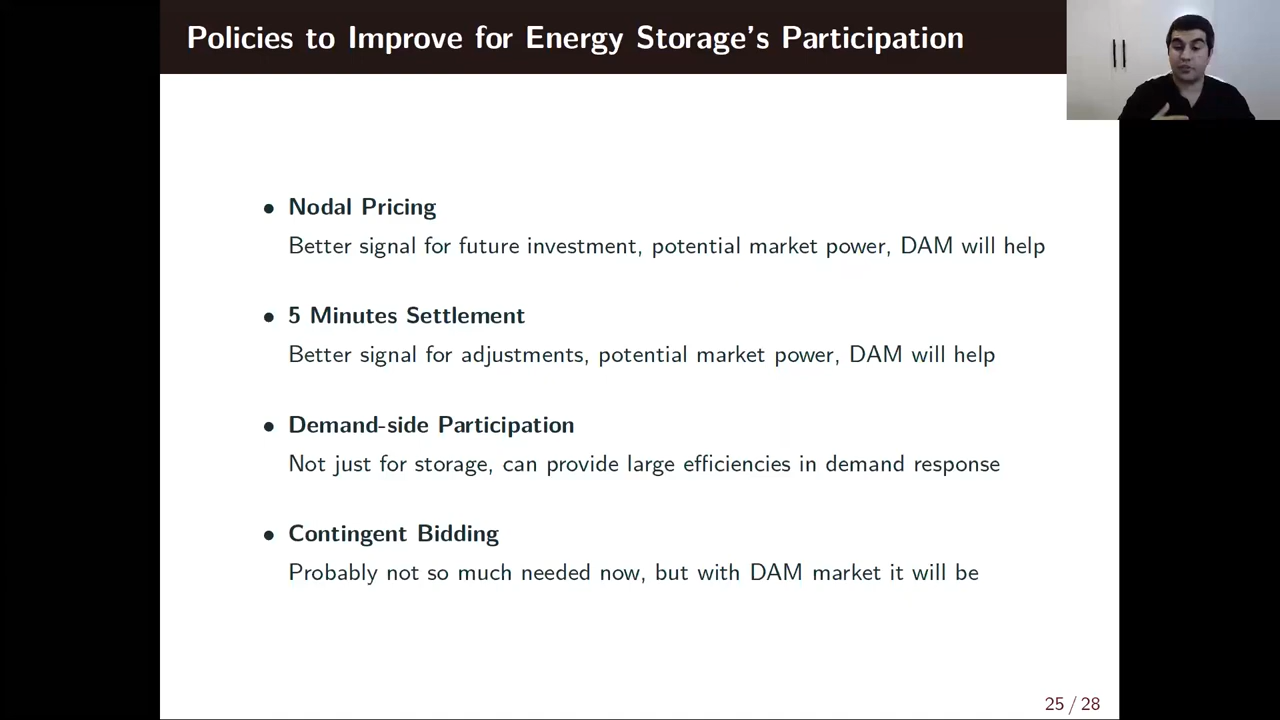 Policies to Improve for Energy Storage's Participation
• Nodal Pricing
Better signal for future investment, potential market power, DAM will help
• 5 Minutes Settlement
Better signal for adjustments, potential market power, DAM will help
• Demand-side Participation
Not just for storage, can provide large efficiencies in demand response
• Contingent Bidding
Probably not so much needed now, but with DAM market it will be
25 / 28